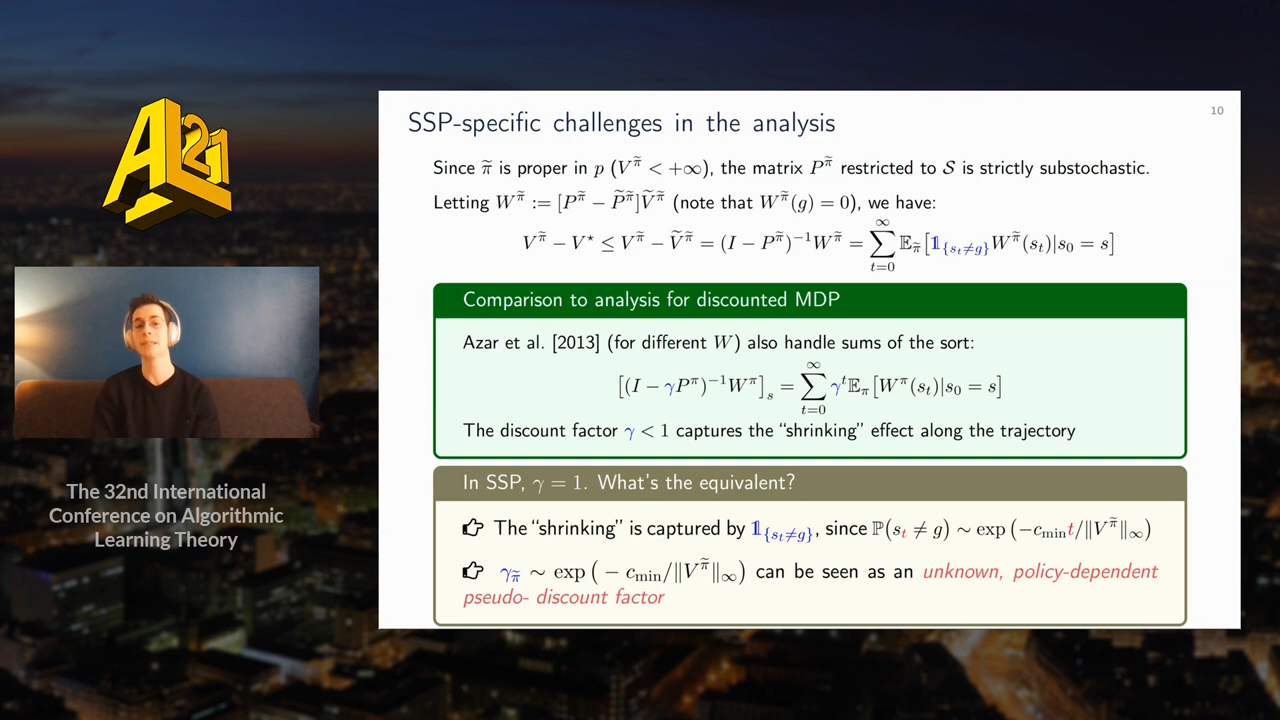 ALT 21
The 32nd International
Conference on Algorithmic
Learning Theory
10
SSP-specific challenges in the analysis
Since π̃ is proper in p (V^π̃ < +∞), the matrix P^π̃ restricted to 𝒮 is strictly substochastic.
Letting W^π̃ := [P^π̃ − P̃^π̃]Ṽ^π̃ (note that W^π̃(g) = 0), we have:
V^π̃ − V^⋆ ≤ V^π̃ − Ṽ^π̃ = (I − P^π̃)^{−1}W^π̃ = ∑_{t=0}^{∞} 𝔼_π̃[𝟙_{s_t≠g}W^π̃(s_t)|s_0 = s]
Comparison to analysis for discounted MDP
Azar et al. [2013] (for different W) also handle sums of the sort:
[(I − γP^π)^{−1}W^π]_s = ∑_{t=0}^{∞} γ^t𝔼_π[W^π(s_t)|s_0 = s]
The discount factor γ < 1 captures the “shrinking” effect along the trajectory
In SSP, γ = 1. What's the equivalent?
☞ The “shrinking” is captured by 𝟙_{s_t≠g}, since ℙ(s_t ≠ g) ∼ exp(−c_min t/‖V^π̃‖_∞)
☞ γ_π̃ ∼ exp(− c_min/‖V^π̃‖_∞) can be seen as an unknown, policy-dependent
pseudo- discount factor